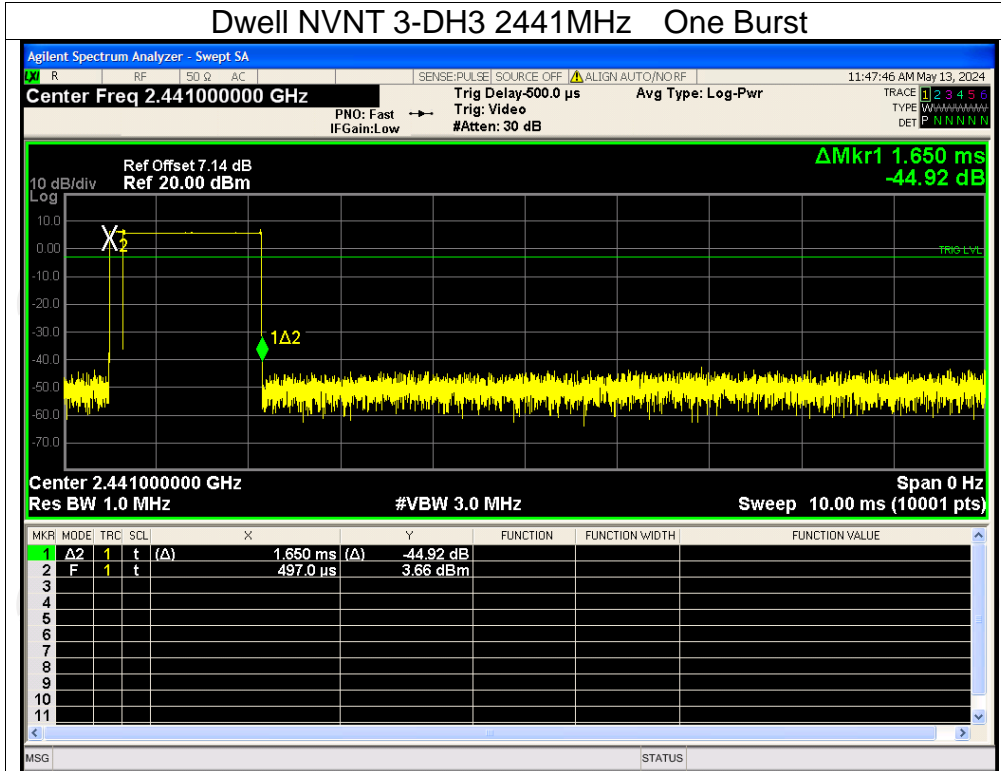 Dwell NVNT 3-DH3 2441MHz One Burst
Agilent Spectrum Analyzer - Swept SA
LXI R RF 50 Ω AC SENSE:PULSE SOURCE OFF ALIGN AUTO/NO RF 11:47:46 AM May 13, 2024
Center Freq 2.441000000 GHz Trig Delay-500.0 µs Avg Type: Log-Pwr TRACE 1 2 3 4 5 6
PNO: Fast Trig: Video TYPE WWWWWWW
IFGain:Low #Atten: 30 dB DET P N N N N N
ΔMkr1 1.650 ms
-44.92 dB
Ref Offset 7.14 dB
10 dB/div Ref 20.00 dBm
Log
10.0
0.00
-10.0
-20.0
-30.0
-40.0
-50.0
-60.0
-70.0
X2
TRIG LVL
1Δ2
Center 2.441000000 GHz Span 0 Hz
Res BW 1.0 MHz #VBW 3.0 MHz Sweep 10.00 ms (10001 pts)
MKR MODE TRC SCL X Y FUNCTION FUNCTION WIDTH FUNCTION VALUE
1 Δ2 1 t (Δ) 1.650 ms (Δ) -44.92 dB
2 F 1 t 497.0 µs 3.66 dBm
3
4
5
6
7
8
9
10
11
MSG STATUS